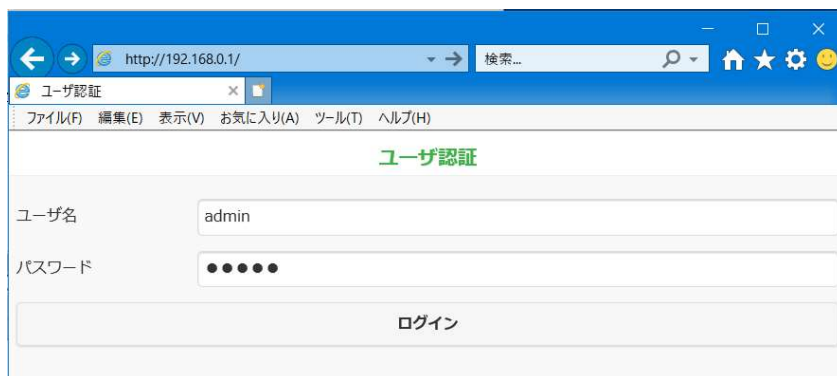 http://192.168.0.1/
検索...
ユーザ認証
ファイル(F) 編集(E) 表示(V) お気に入り(A) ツール(T) ヘルプ(H)
ユーザ認証
ユーザ名 admin
パスワード ●●●●●
ログイン